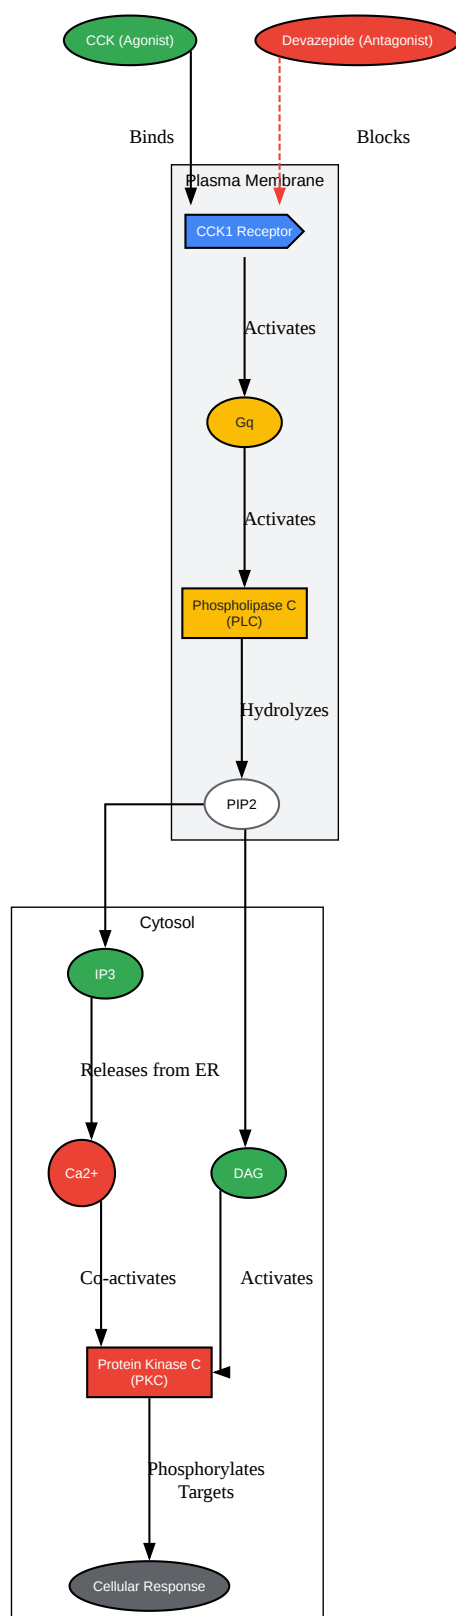 CCK (Agonist)
Devazepide (Antagonist)
Binds
Blocks
Plasma Membrane
CCK1 Receptor
Activates
Gq
Activates
Phospholipase C
(PLC)
Hydrolyzes
PIP2
Cytosol
IP3
Releases from ER
Ca2+
DAG
Co-activates
Activates
Protein Kinase C
(PKC)
Phosphorylates
Targets
Cellular Response